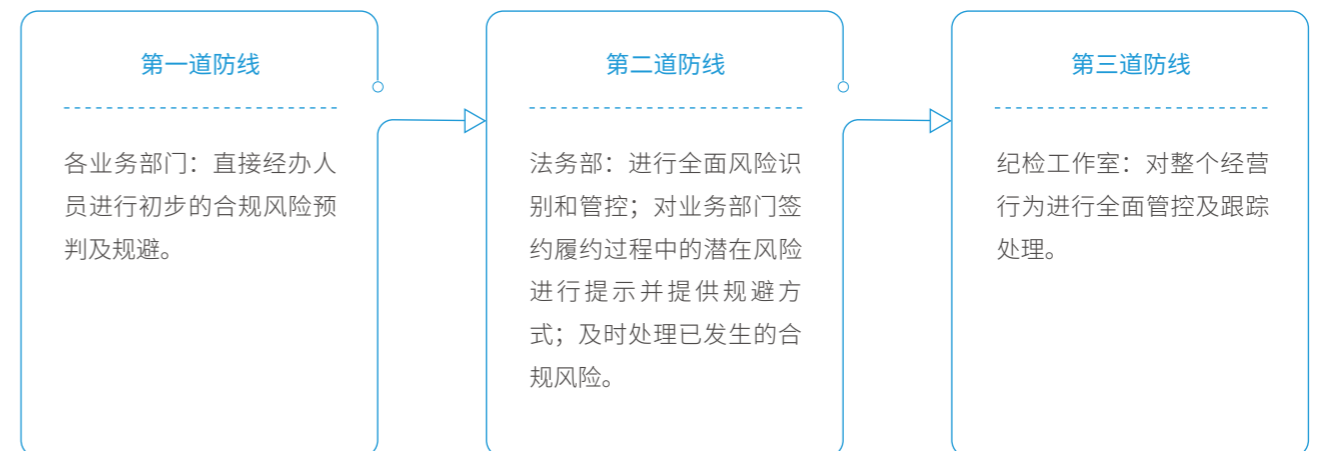 第一道防线
各业务部门：直接经办人
员进行初步的合规风险预
判及规避。
第二道防线
法务部：进行全面风险识
别和管控；对业务部门签
约履约过程中的潜在风险
进行提示并提供规避方
式；及时处理已发生的合
规风险。
第三道防线
纪检工作室：对整个经营
行为进行全面管控及跟踪
处理。